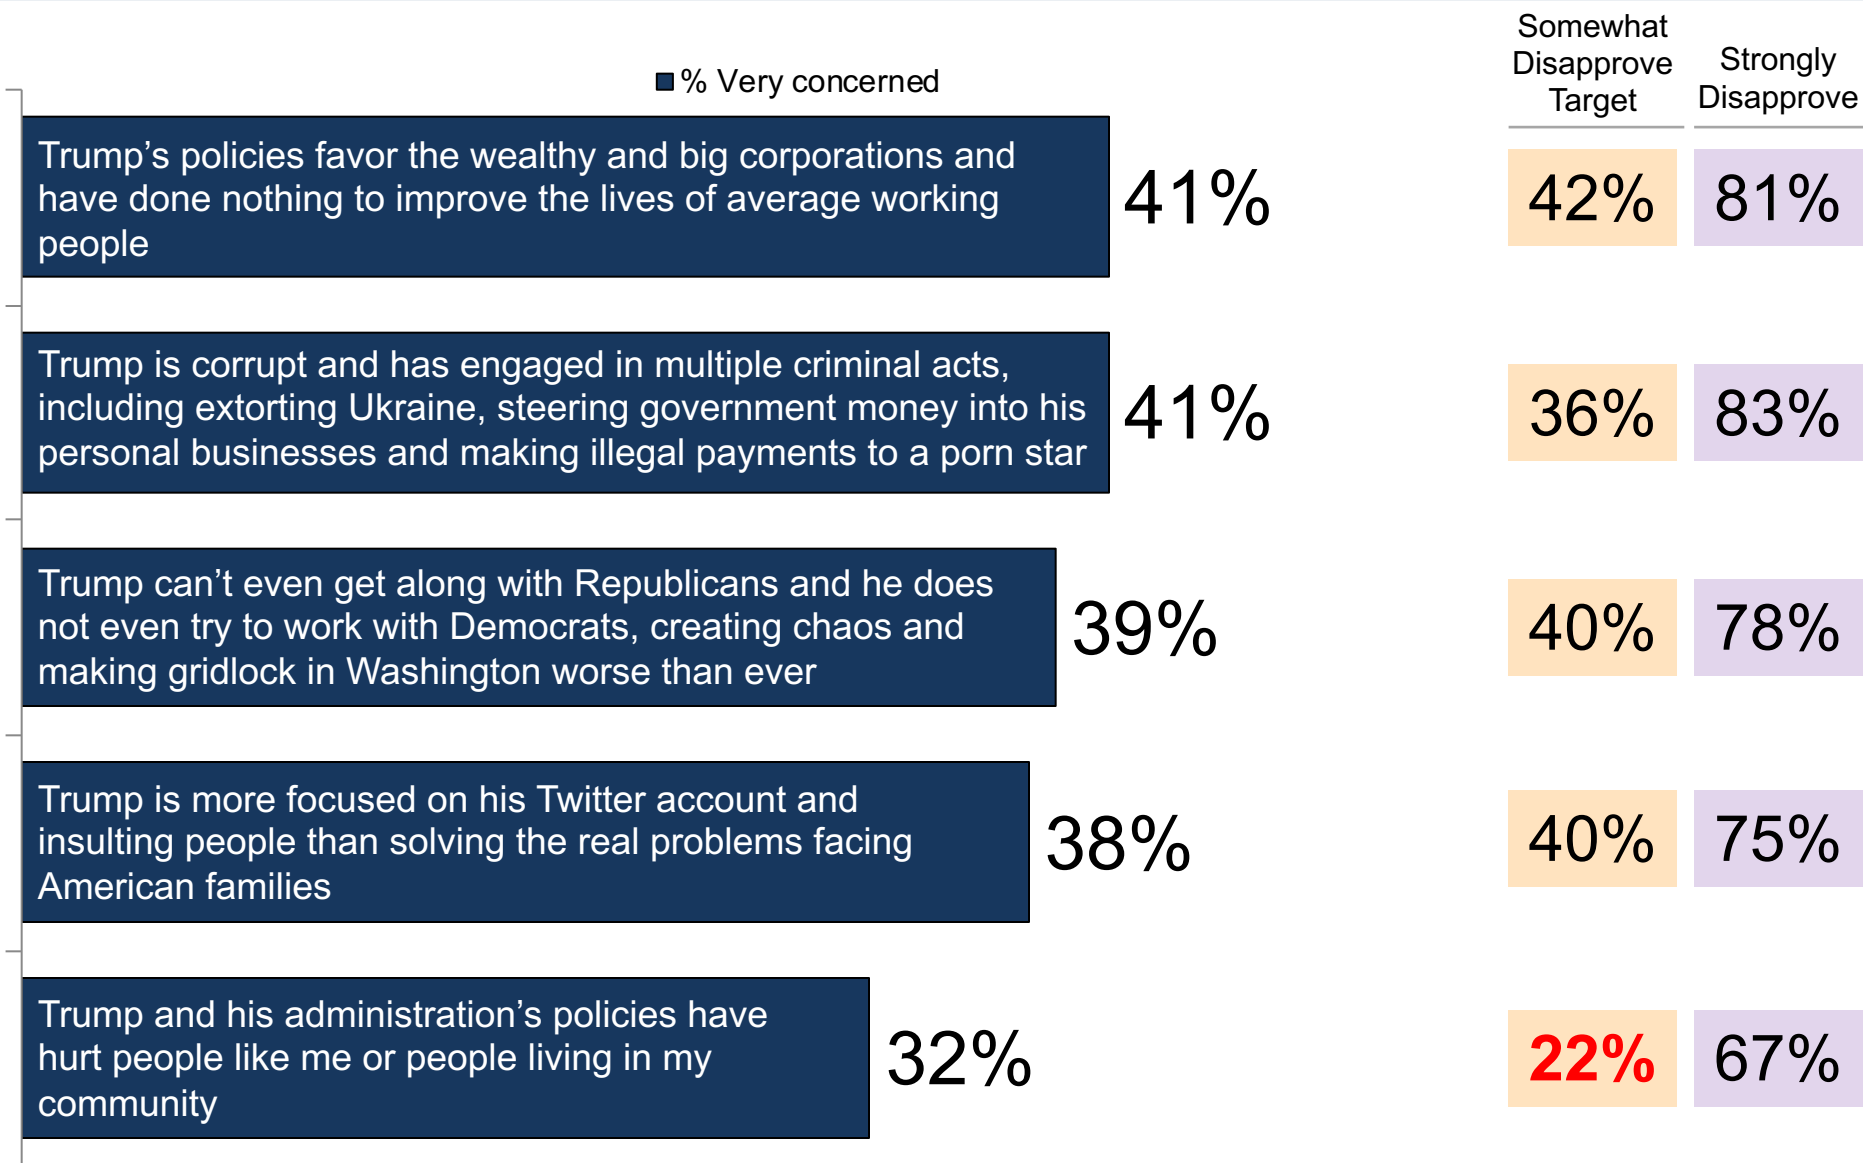 Somewhat
Disapprove
Target
Strongly
Disapprove
% Very concerned
Trump’s policies favor the wealthy and big corporations and
have done nothing to improve the lives of average working
people
41%
42%
81%
Trump is corrupt and has engaged in multiple criminal acts,
including extorting Ukraine, steering government money into his
personal businesses and making illegal payments to a porn star
41%
36%
83%
Trump can’t even get along with Republicans and he does
not even try to work with Democrats, creating chaos and
making gridlock in Washington worse than ever
39%
40%
78%
Trump is more focused on his Twitter account and
insulting people than solving the real problems facing
American families
38%
40%
75%
Trump and his administration’s policies have
hurt people like me or people living in my
community
32%
22%
67%